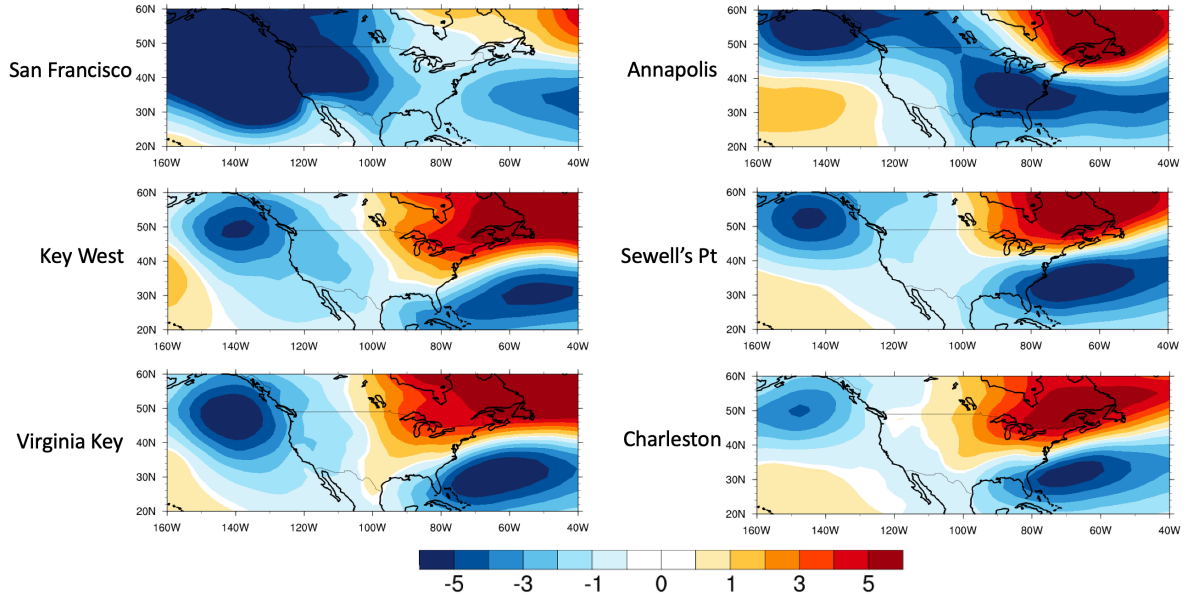 60N 60N
50N 50N
San Francisco 40N Annapolis 40N
30N 30N
20N 20N
160W 140W 120W 100W 80W 60W 40W 160W 140W 120W 100W 80W 60W 40W
60N 60N
50N 50N
Key West 40N Sewell’s Pt 40N
30N 30N
20N 20N
160W 140W 120W 100W 80W 60W 40W 160W 140W 120W 100W 80W 60W 40W
60N 60N
50N 50N
Virginia Key 40N Charleston 40N
30N 30N
20N 20N
160W 140W 120W 100W 80W 60W 40W 160W 140W 120W 100W 80W 60W 40W
-5 -3 -1 0 1 3 5